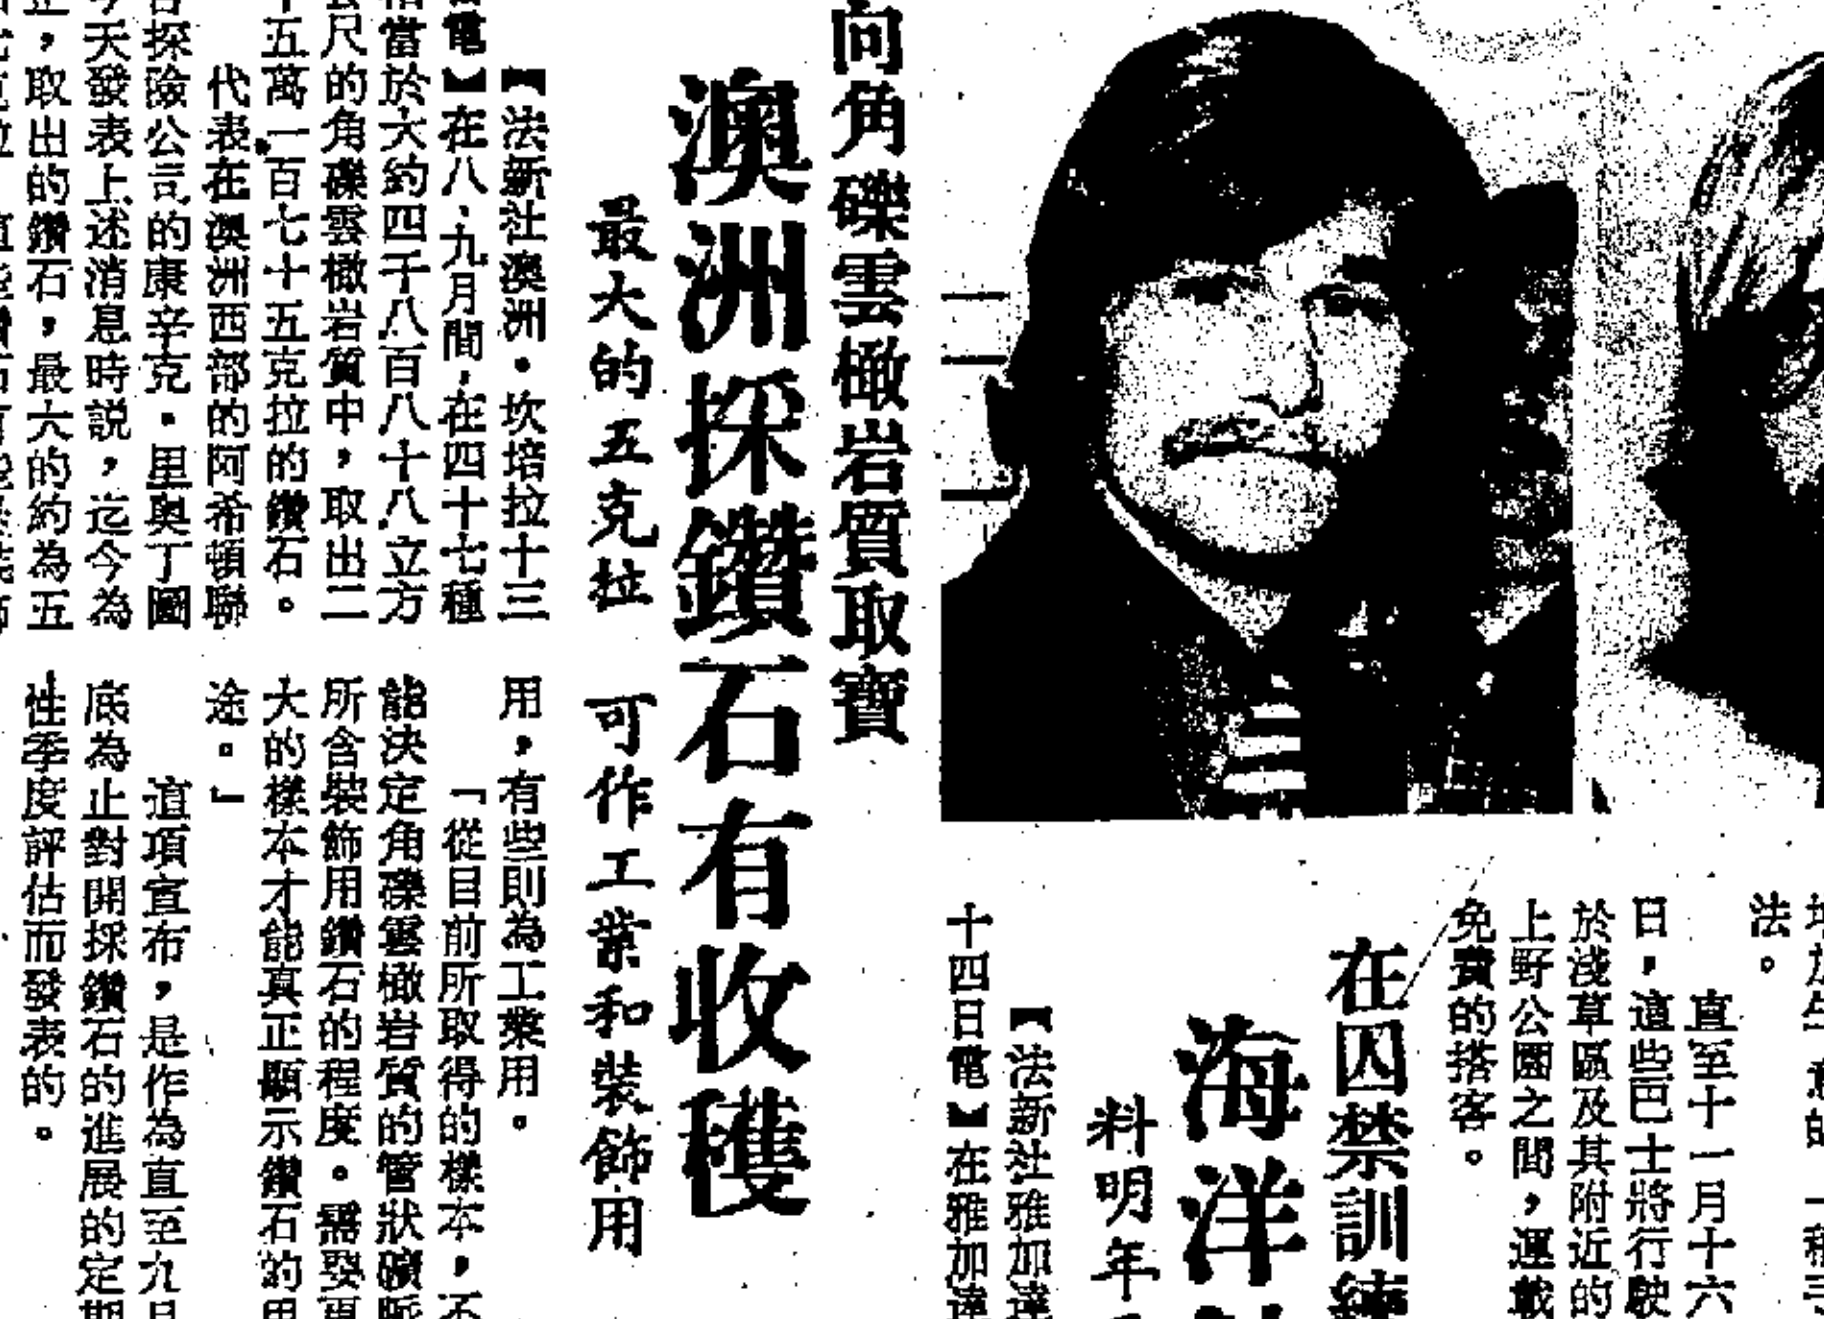 向角礫雲橄岩質取寶
澳洲採鑽石有收穫
最大的五克拉 可作工業和裝飾用
【法新社澳洲・坎培拉十三
電】在八、九月間,在四十七種
相當於大約四千八百八十八立方
公尺的角礫雲橄岩質中,取出二
十五萬一百七十五克拉的鑽石。
代表在澳洲西部的阿希頓聯
合探險公司的康辛克・里奧丁圖
今天發表上述消息時説,迄今為
止,取出的鑽石,最大的約為五
用,有些則為工業用。
「從目前所取得的樣本,不
能決定角礫雲橄岩質的管狀礦脈
所含裝飾用鑽石的程度。需要更
大的樣本才能真正顯示鑽石的用
途。」
這項宣布,是作為直至九月
底為止對開採鑽石的進展的定期
性季度評估而發表的。
法。
直至十一月十六
日,這些巴士將行駛
於淺草區及其附近的
上野公園之間,運載
免費的搭客。
在囚禁訓練
海洋
料明年
【法新社雅加達
十四日電】在雅加達